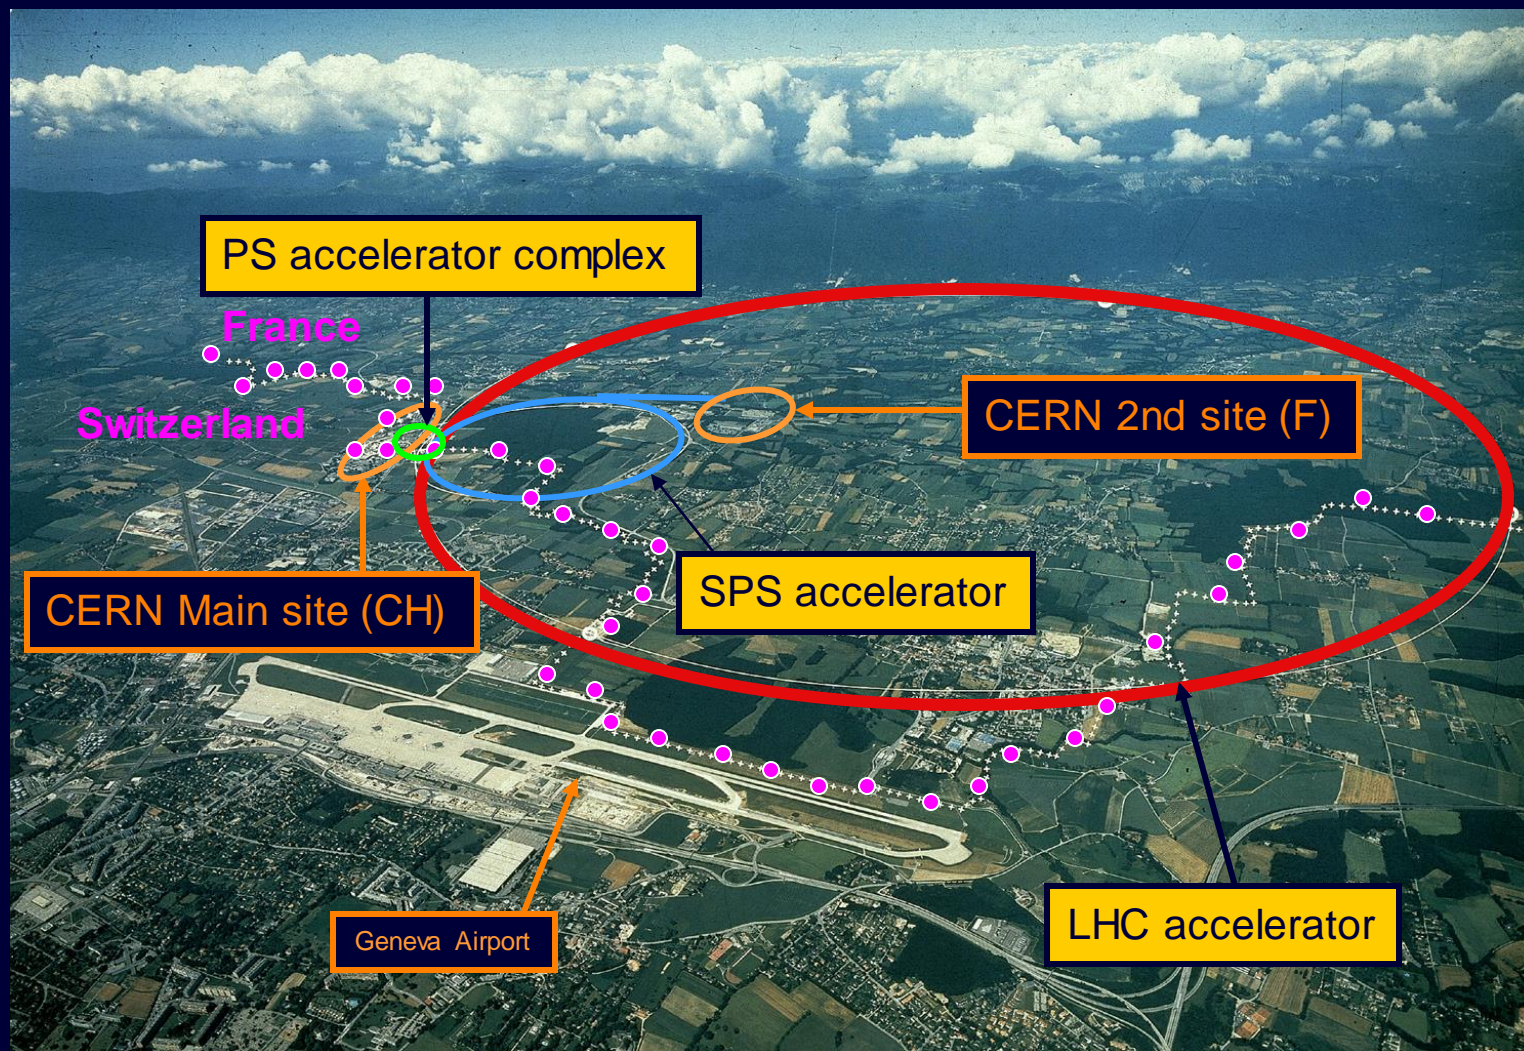 PS accelerator complex
France
Switzerland
CERN 2nd site (F)
SPS accelerator
CERN Main site (CH)
Geneva Airport
LHC accelerator